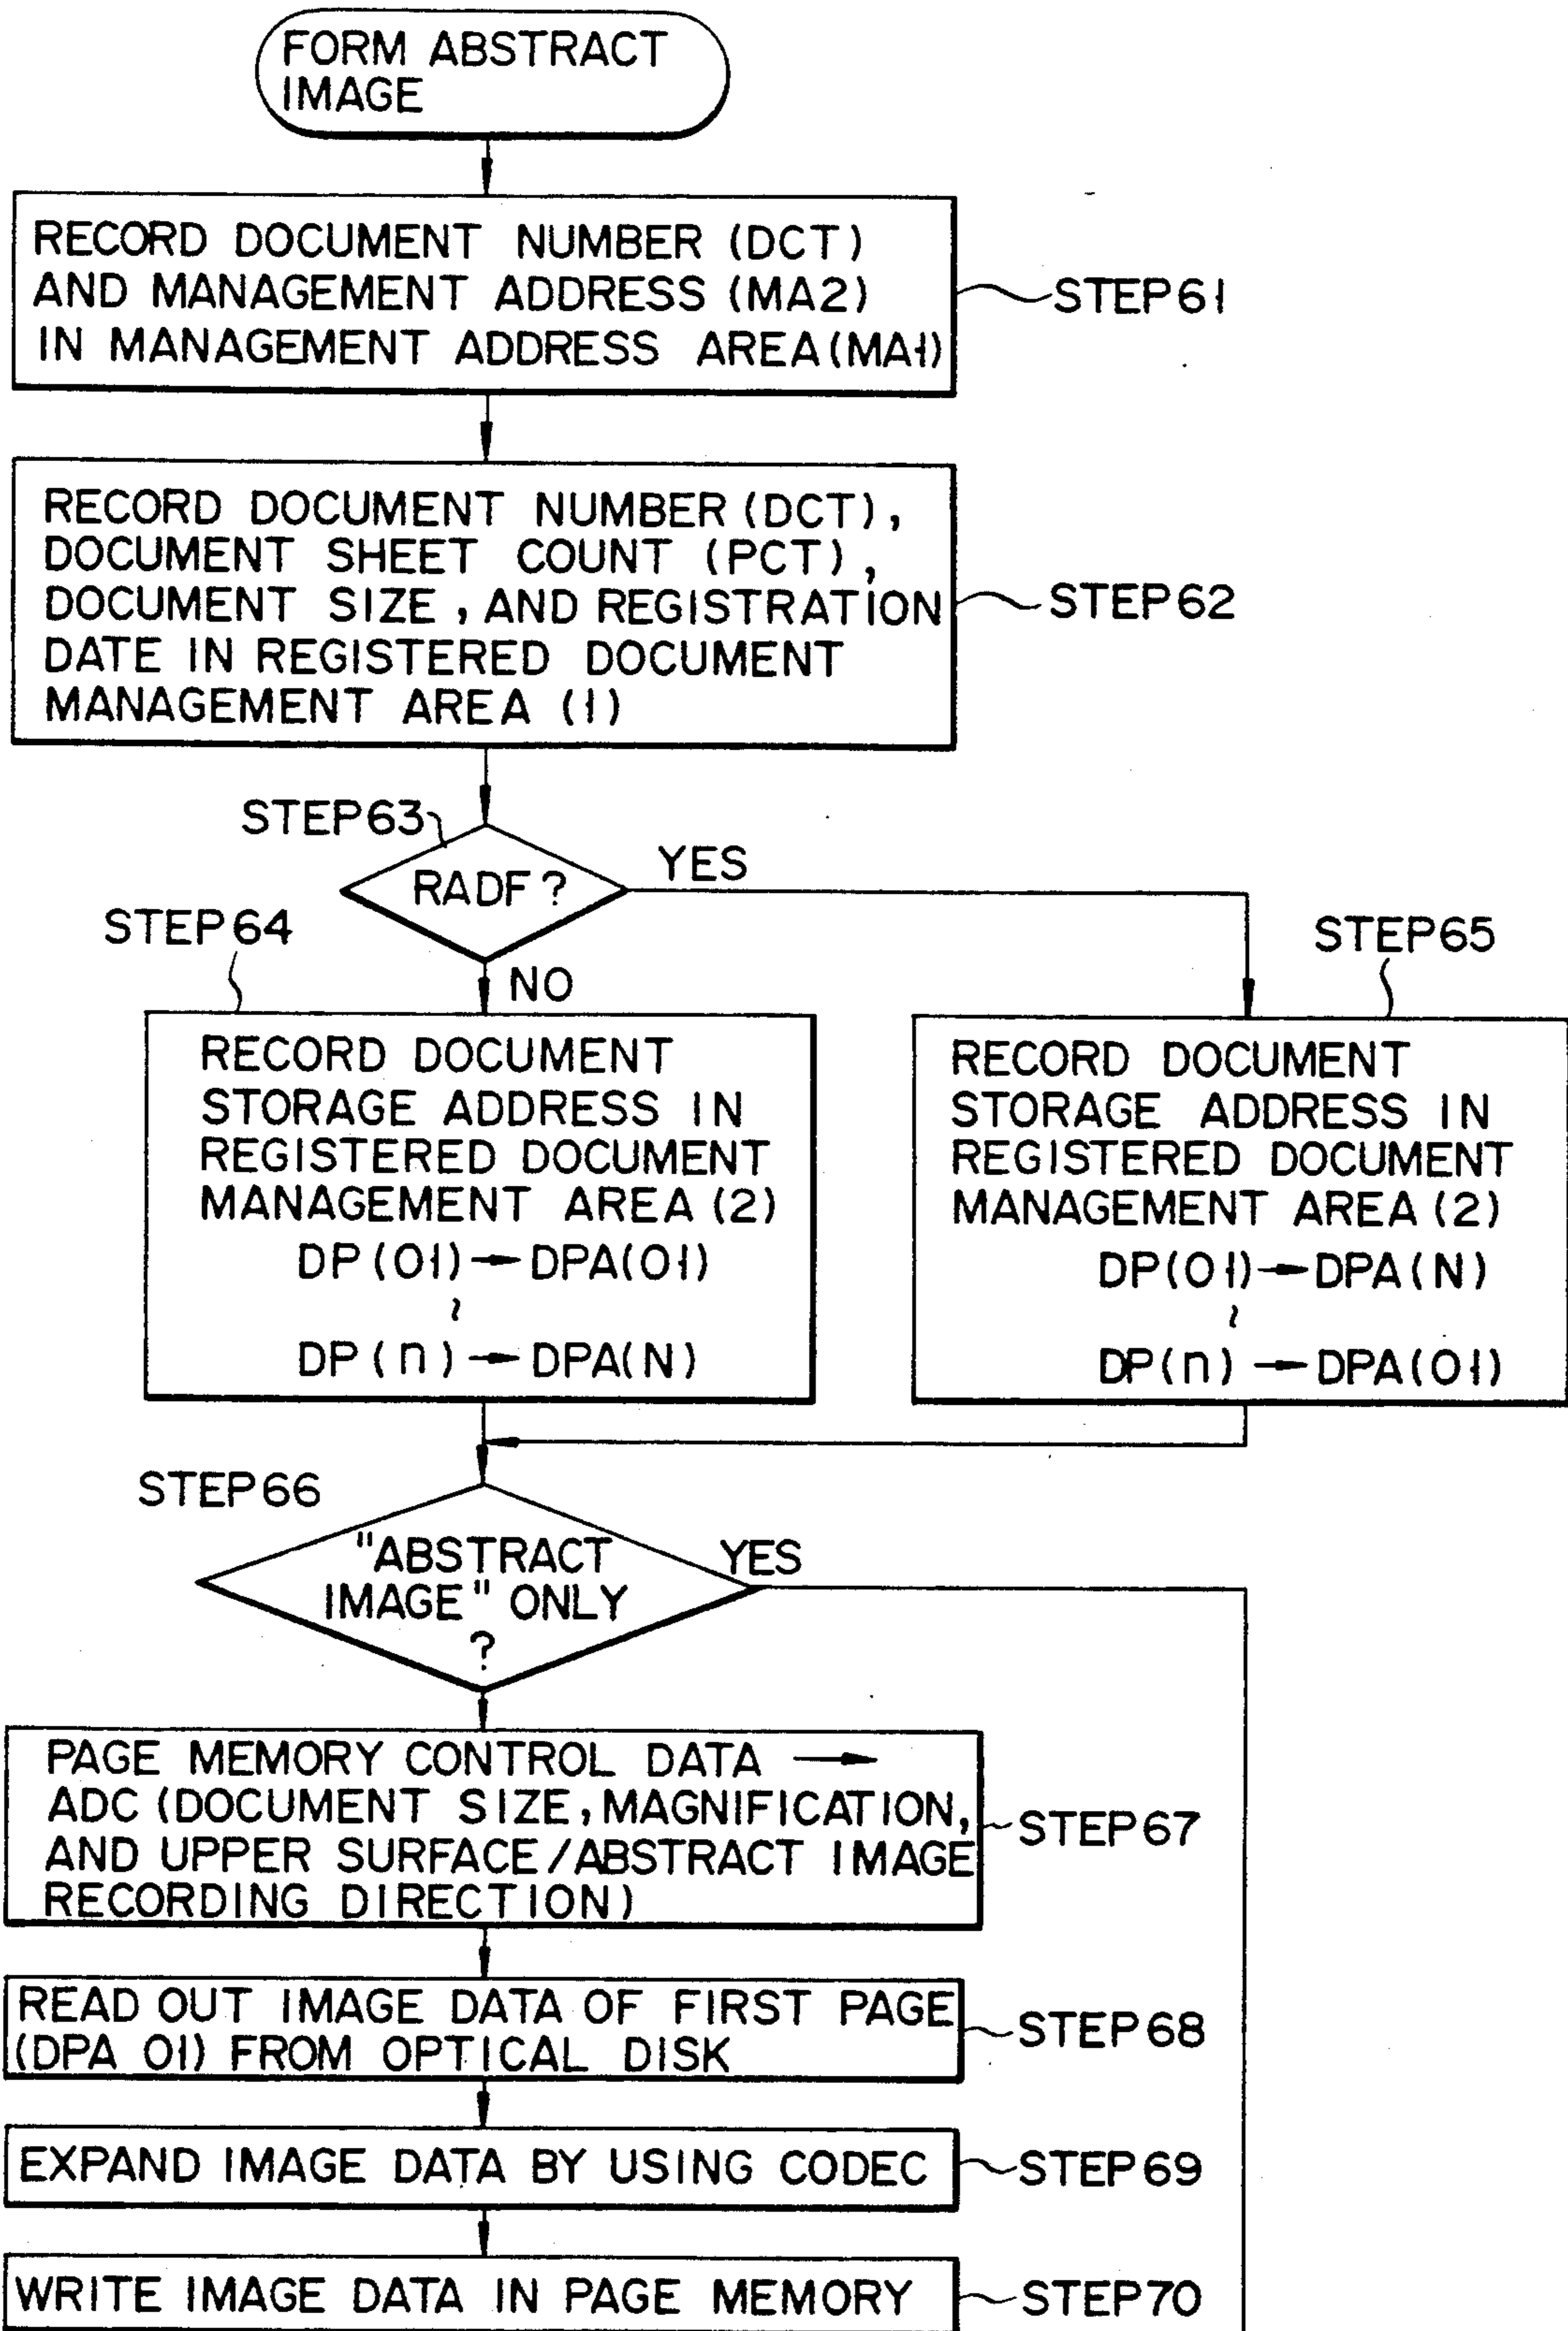 FORM ABSTRACT
IMAGE
RECORD DOCUMENT NUMBER (DCT)
AND MANAGEMENT ADDRESS (MA2)
IN MANAGEMENT ADDRESS AREA (MA1)
STEP61
RECORD DOCUMENT NUMBER (DCT),
DOCUMENT SHEET COUNT (PCT),
DOCUMENT SIZE, AND REGISTRATION
DATE IN REGISTERED DOCUMENT
MANAGEMENT AREA (1)
STEP62
STEP63
RADF?
YES
NO
STEP64
RECORD DOCUMENT
STORAGE ADDRESS IN
REGISTERED DOCUMENT
MANAGEMENT AREA (2)
DP(01)→DPA(01)
~
DP(n)→DPA(N)
STEP65
RECORD DOCUMENT
STORAGE ADDRESS IN
REGISTERED DOCUMENT
MANAGEMENT AREA (2)
DP(01)→DPA(N)
~
DP(n)→DPA(01)
STEP66
"ABSTRACT
IMAGE" ONLY
?
YES
PAGE MEMORY CONTROL DATA →
ADC (DOCUMENT SIZE, MAGNIFICATION,
AND UPPER SURFACE/ABSTRACT IMAGE
RECORDING DIRECTION)
STEP67
READ OUT IMAGE DATA OF FIRST PAGE
(DPA 01) FROM OPTICAL DISK
STEP68
EXPAND IMAGE DATA BY USING CODEC
STEP69
WRITE IMAGE DATA IN PAGE MEMORY
STEP70